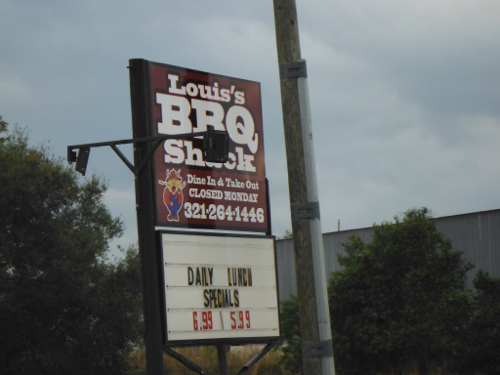 Louis's
BBQ
Shack
Dine In & Take Out
CLOSED MONDAY
321-264-1446
DAILY LUNCH
SPECIALS
6.99 \ 5.99